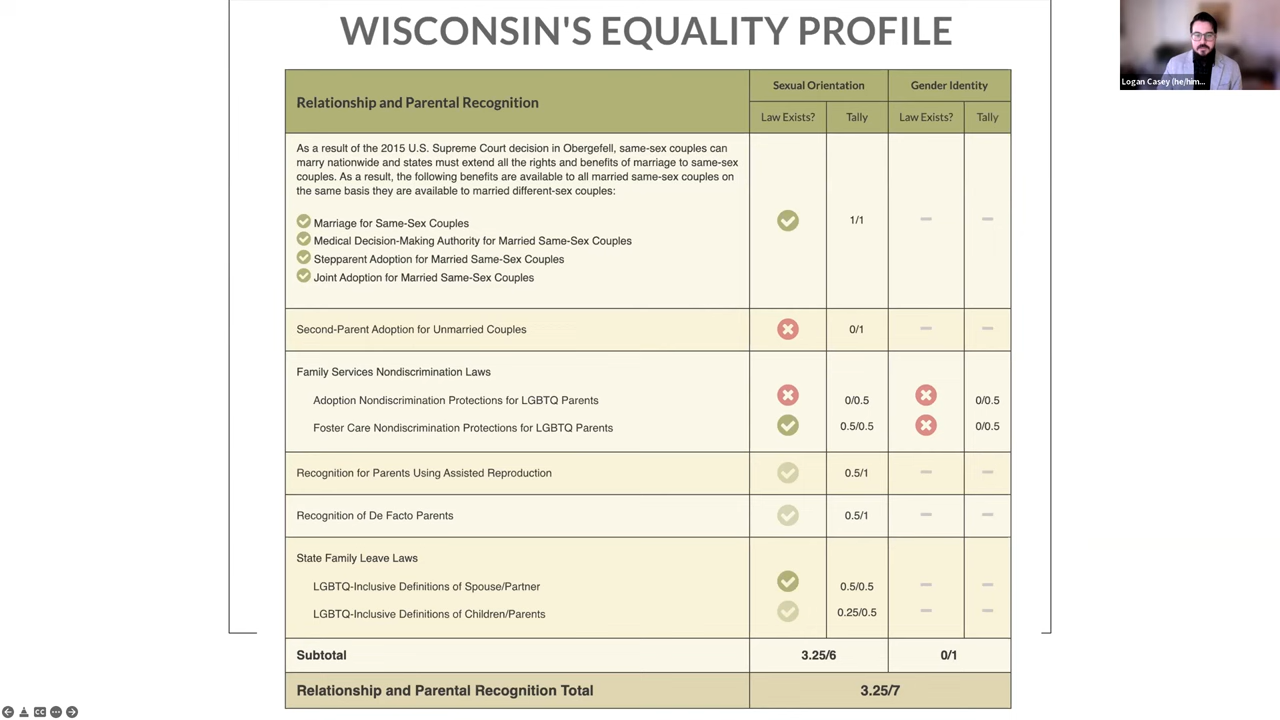 WISCONSIN'S EQUALITY PROFILE
Logan Casey (he/him...
Relationship and Parental Recognition
Sexual Orientation
Gender Identity
Law Exists?
Tally
Law Exists?
Tally
As a result of the 2015 U.S. Supreme Court decision in Obergefell, same-sex couples can
marry nationwide and states must extend all the rights and benefits of marriage to same-sex
couples. As a result, the following benefits are available to all married same-sex couples on
the same basis they are available to married different-sex couples:
Marriage for Same-Sex Couples
Medical Decision-Making Authority for Married Same-Sex Couples
Stepparent Adoption for Married Same-Sex Couples
Joint Adoption for Married Same-Sex Couples
1/1
Second-Parent Adoption for Unmarried Couples
0/1
Family Services Nondiscrimination Laws
Adoption Nondiscrimination Protections for LGBTQ Parents
0/0.5
0/0.5
Foster Care Nondiscrimination Protections for LGBTQ Parents
0.5/0.5
0/0.5
Recognition for Parents Using Assisted Reproduction
0.5/1
Recognition of De Facto Parents
0.5/1
State Family Leave Laws
LGBTQ-Inclusive Definitions of Spouse/Partner
0.5/0.5
LGBTQ-Inclusive Definitions of Children/Parents
0.25/0.5
Subtotal
3.25/6
0/1
Relationship and Parental Recognition Total
3.25/7
CC